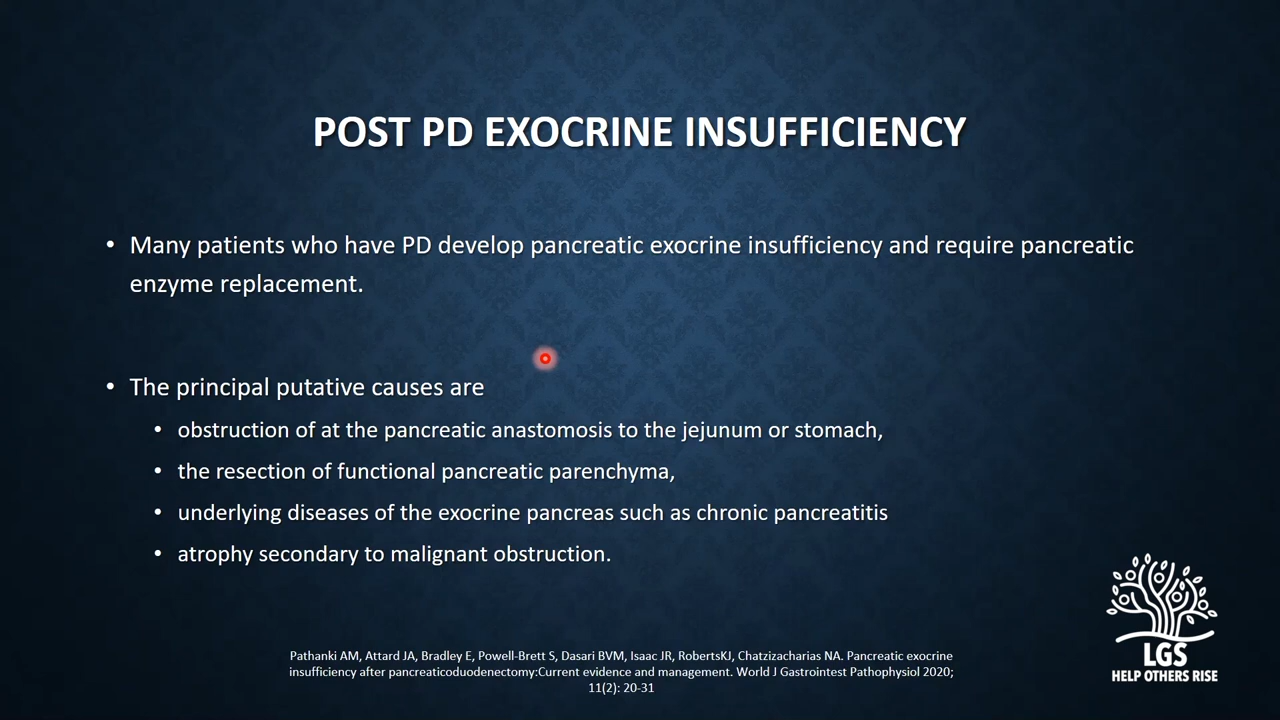 POST PD EXOCRINE INSUFFICIENCY
• Many patients who have PD develop pancreatic exocrine insufficiency and require pancreatic
enzyme replacement.
• The principal putative causes are
• obstruction of at the pancreatic anastomosis to the jejunum or stomach,
• the resection of functional pancreatic parenchyma,
• underlying diseases of the exocrine pancreas such as chronic pancreatitis
• atrophy secondary to malignant obstruction.
Pathanki AM, Attard JA, Bradley E, Powell-Brett S, Dasari BVM, Isaac JR, RobertsKJ, Chatzizacharias NA. Pancreatic exocrine
insufficiency after pancreaticoduodenectomy:Current evidence and management. World J Gastrointest Pathophysiol 2020;
11(2): 20-31
LGS
HELP OTHERS RISE